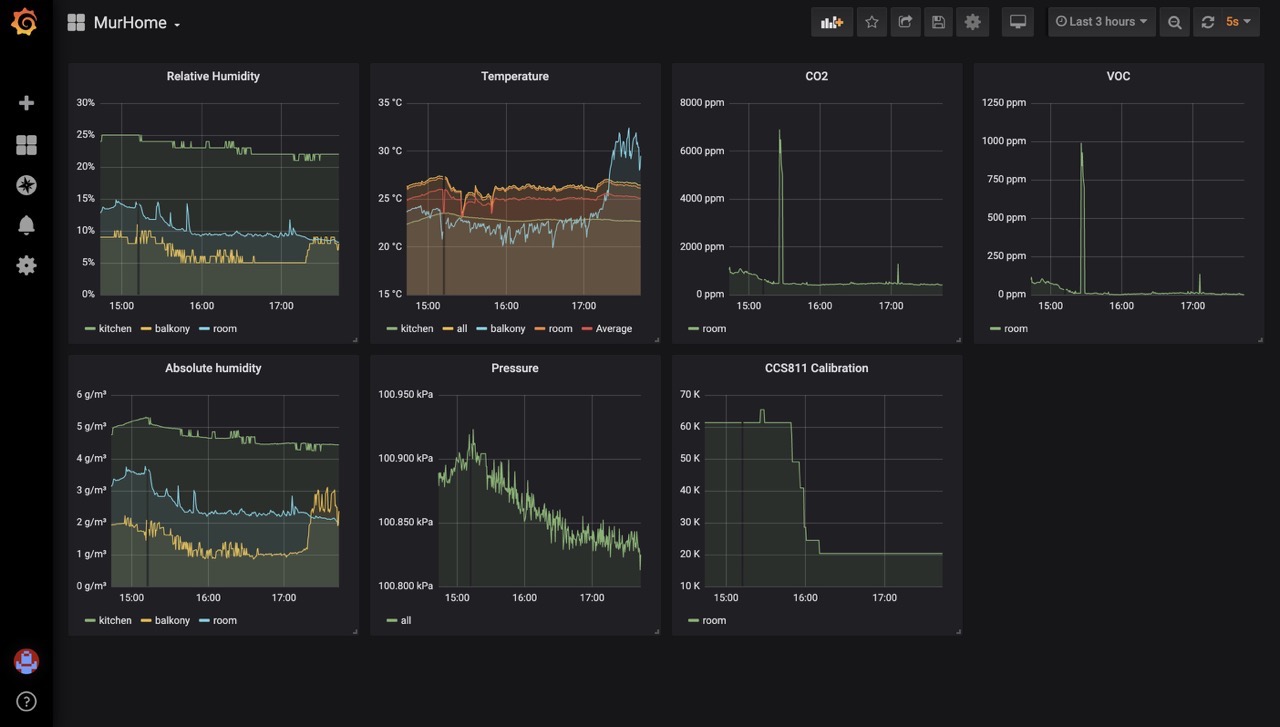 MurHome
Last 3 hours
5s
Relative Humidity
30%
25%
20%
15%
10%
5%
0%
15:00 16:00 17:00
kitchen balkony room
Temperature
35 °C
30 °C
25 °C
20 °C
15 °C
15:00 16:00 17:00
kitchen all balkony room Average
CO2
8000 ppm
6000 ppm
4000 ppm
2000 ppm
0 ppm
15:00 16:00 17:00
room
VOC
1250 ppm
1000 ppm
750 ppm
500 ppm
250 ppm
0 ppm
15:00 16:00 17:00
room
Absolute humidity
6 g/m³
5 g/m³
4 g/m³
3 g/m³
2 g/m³
1 g/m³
0 g/m³
15:00 16:00 17:00
kitchen balkony room
Pressure
100.950 kPa
100.900 kPa
100.850 kPa
100.800 kPa
15:00 16:00 17:00
all
CCS811 Calibration
70 K
60 K
50 K
40 K
30 K
20 K
10 K
15:00 16:00 17:00
room